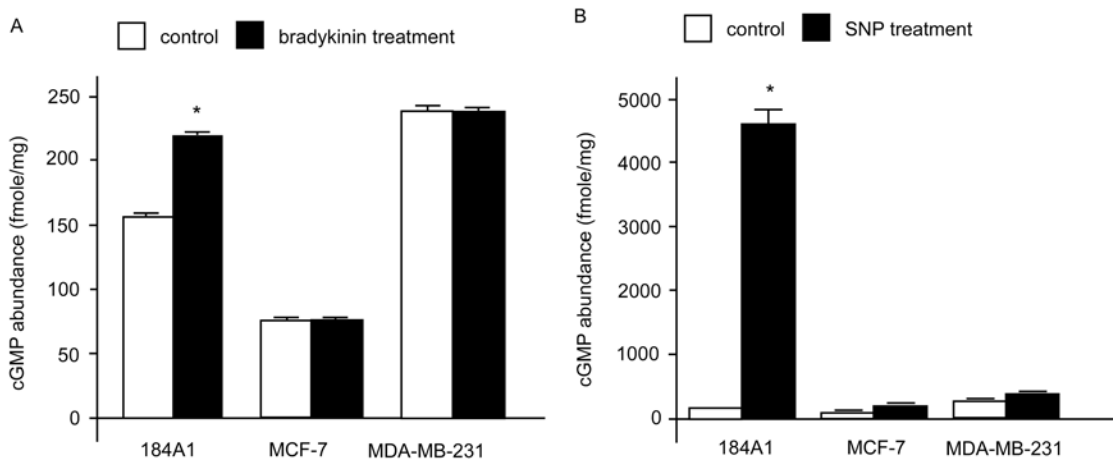 A
control bradykinin treatment
cGMP abundance (fmole/mg)
250
200
150
100
50
0
*
184A1 MCF-7 MDA-MB-231
B
control SNP treatment
cGMP abundance (fmole/mg)
5000
4000
3000
2000
1000
0
*
184A1 MCF-7 MDA-MB-231